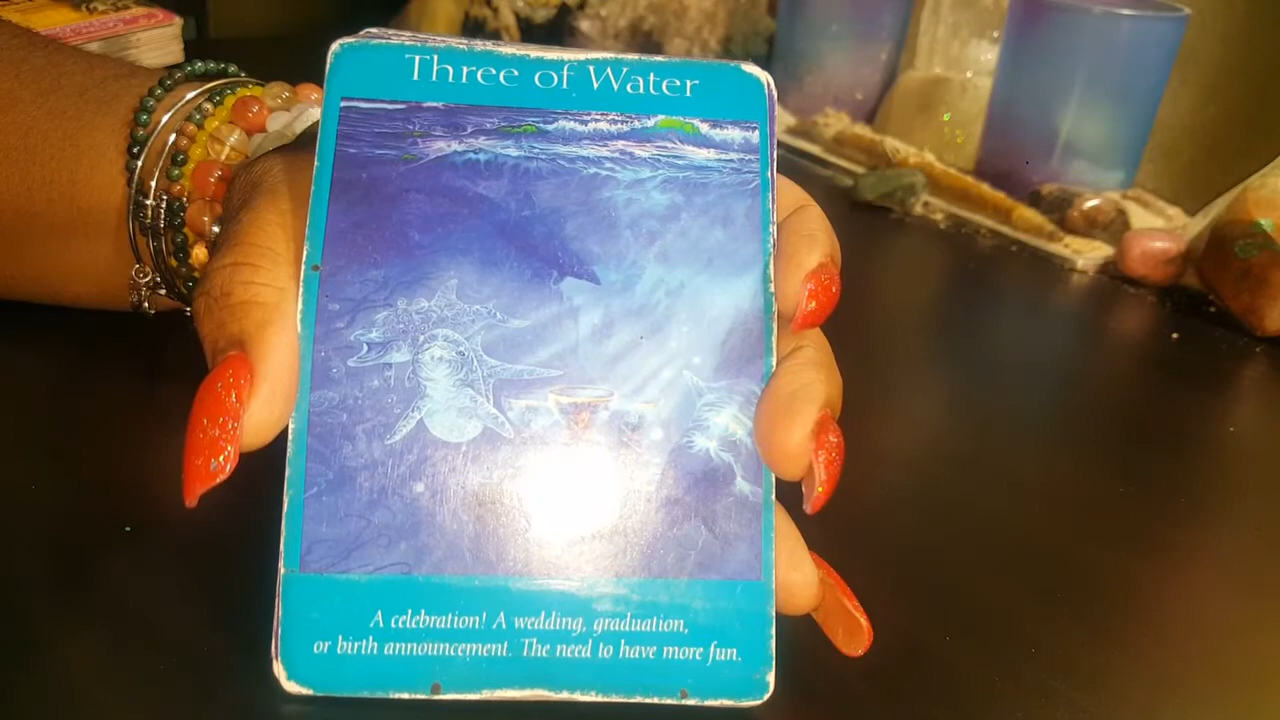 Three of Water
A celebration! A wedding, graduation,
or birth announcement. The need to have more fun.